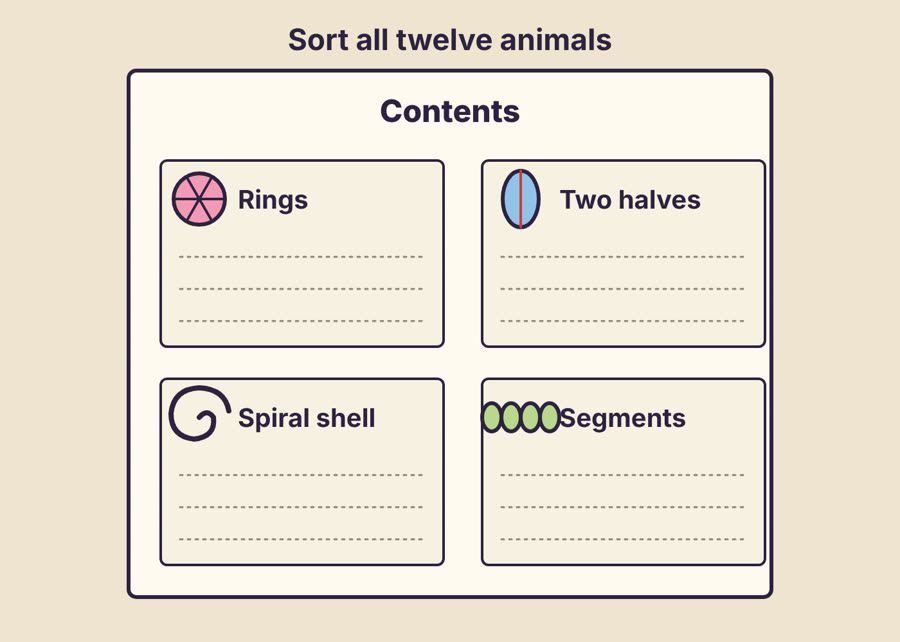 Sort all twelve animals
Contents
Rings
Two halves
Spiral shell
Segments